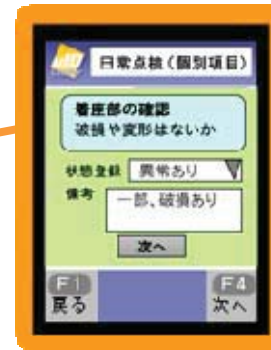 日常点検(個別項目)
着座部の確認
破損や変形はないか
状態登録 異常あり
備考 一部、破損あり
次へ
F1 F4
戻る 次へ